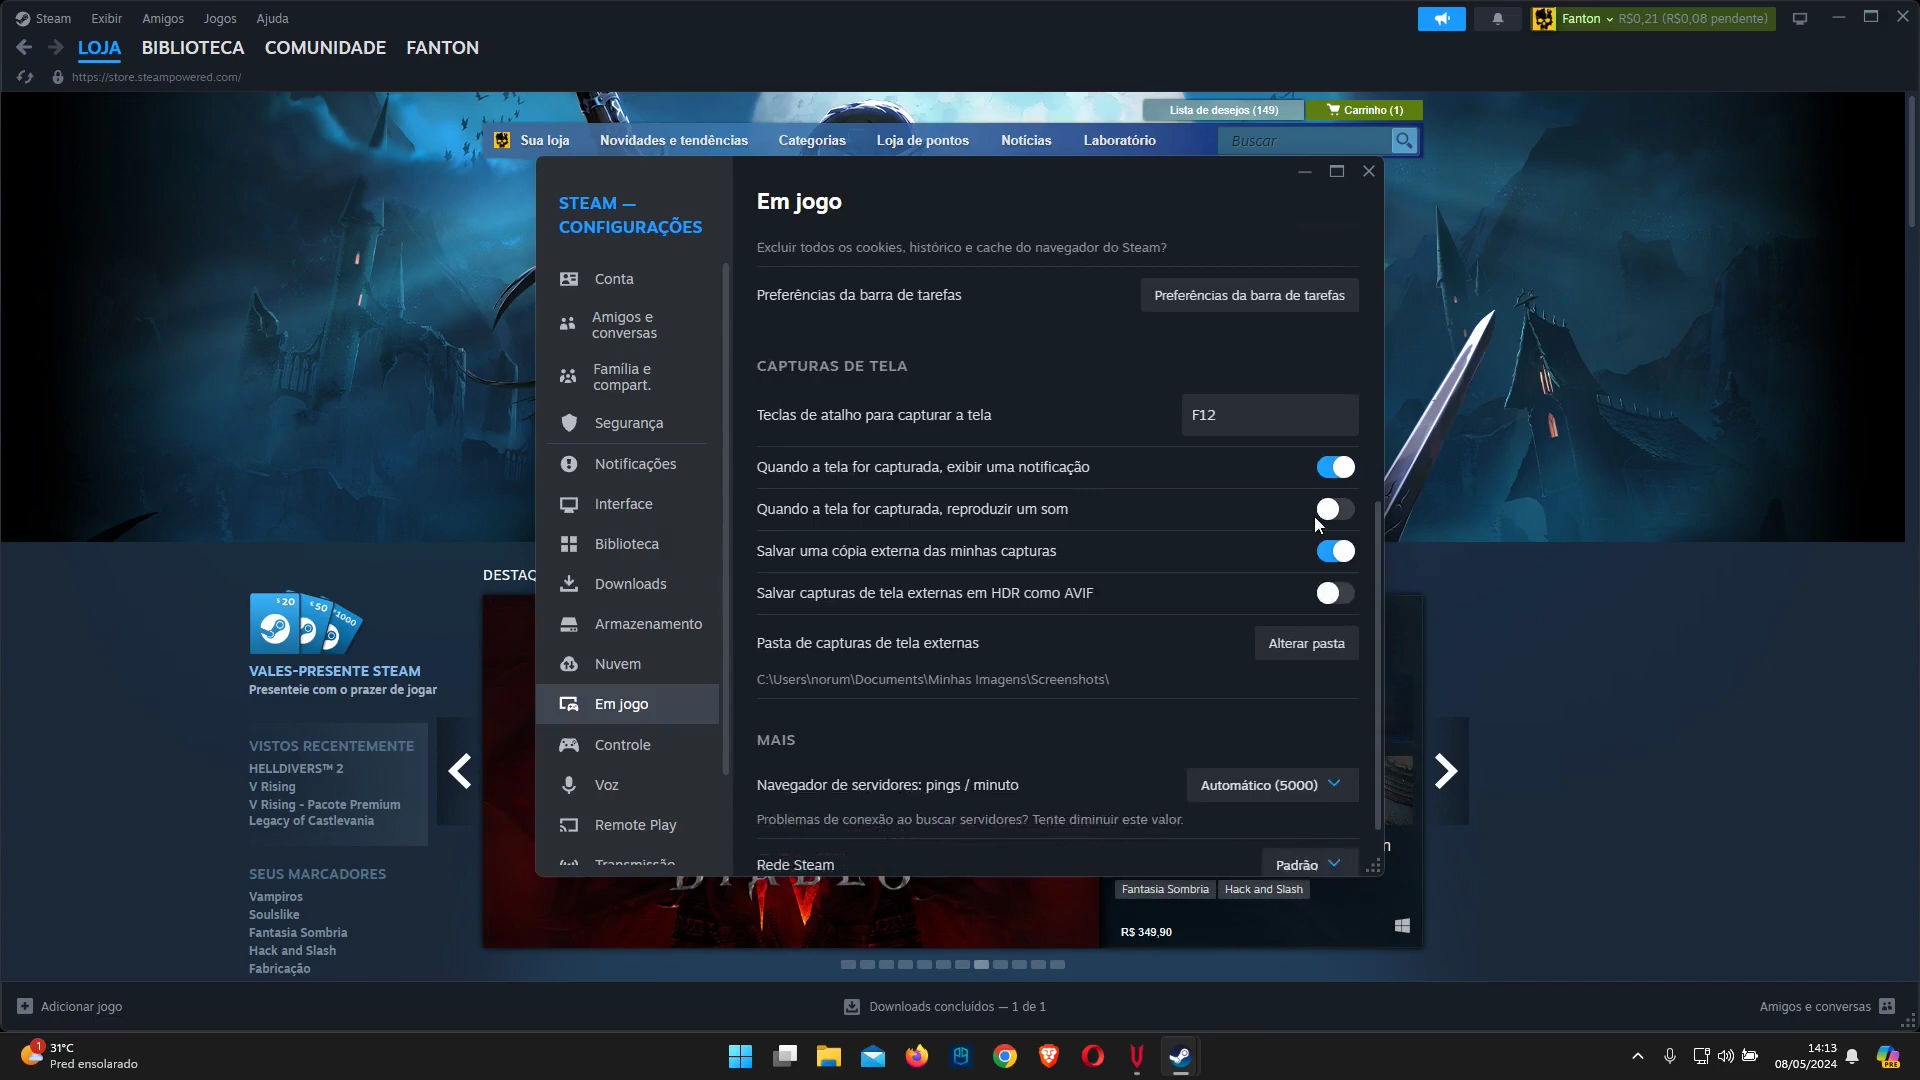 Steam Exibir Amigos Jogos Ajuda
Fanton R$0,21 (R$0,08 pendente)
LOJA BIBLIOTECA COMUNIDADE FANTON
https://store.steampowered.com/
Lista de desejos (149) Carrinho (1)
Sua loja Novidades e tendências Categorias Loja de pontos Notícias Laboratório Buscar
STEAM —
CONFIGURAÇÕES
Conta
Amigos e
conversas
Família e
compart.
Segurança
Notificações
Interface
Biblioteca
Downloads
Armazenamento
Nuvem
Em jogo
Controle
Voz
Remote Play
Transmissão
Em jogo
Excluir todos os cookies, histórico e cache do navegador do Steam?
Preferências da barra de tarefas Preferências da barra de tarefas
CAPTURAS DE TELA
Teclas de atalho para capturar a tela F12
Quando a tela for capturada, exibir uma notificação
Quando a tela for capturada, reproduzir um som
Salvar uma cópia externa das minhas capturas
Salvar capturas de tela externas em HDR como AVIF
Pasta de capturas de tela externas Alterar pasta
C:\Users\norum\Documents\Minhas Imagens\Screenshots\
MAIS
Navegador de servidores: pings / minuto Automático (5000)
Problemas de conexão ao buscar servidores? Tente diminuir este valor.
Rede Steam Padrão
DESTAQ
$20 €50 ¥1000
VALES-PRESENTE STEAM
Presenteie com o prazer de jogar
VISTOS RECENTEMENTE
HELLDIVERS™ 2
V Rising
V Rising - Pacote Premium
Legacy of Castlevania
SEUS MARCADORES
Vampiros
Soulslike
Fantasia Sombria
Hack and Slash
Fabricação
DIABLO
IV
n
Fantasia Sombria Hack and Slash
R$ 349,90
Adicionar jogo
Downloads concluídos — 1 de 1
Amigos e conversas
1
31°C
Pred ensolarado
14:13
08/05/2024
PRE